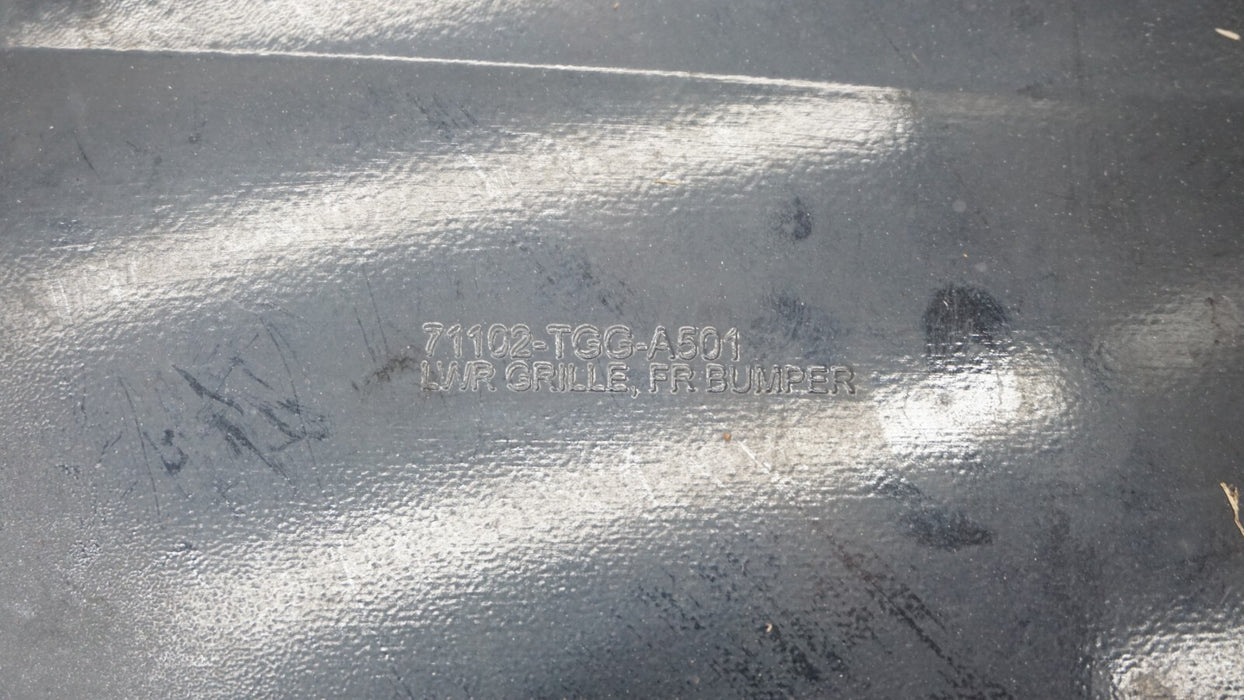 71102-TGG-A501
LWR GRILLE, FR BUMPER